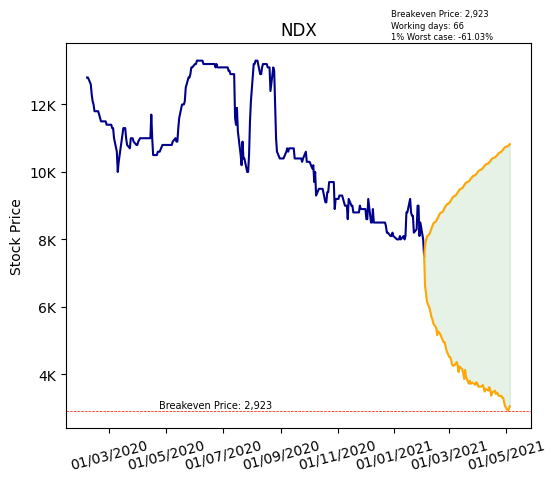 Breakeven Price: 2,923
Working days: 66
1% Worst case: -61.03%
NDX
Stock Price
12K
10K
8K
6K
4K
Breakeven Price: 2,923
01/03/2020
01/05/2020
01/07/2020
01/09/2020
01/11/2020
01/01/2021
01/03/2021
01/05/2021